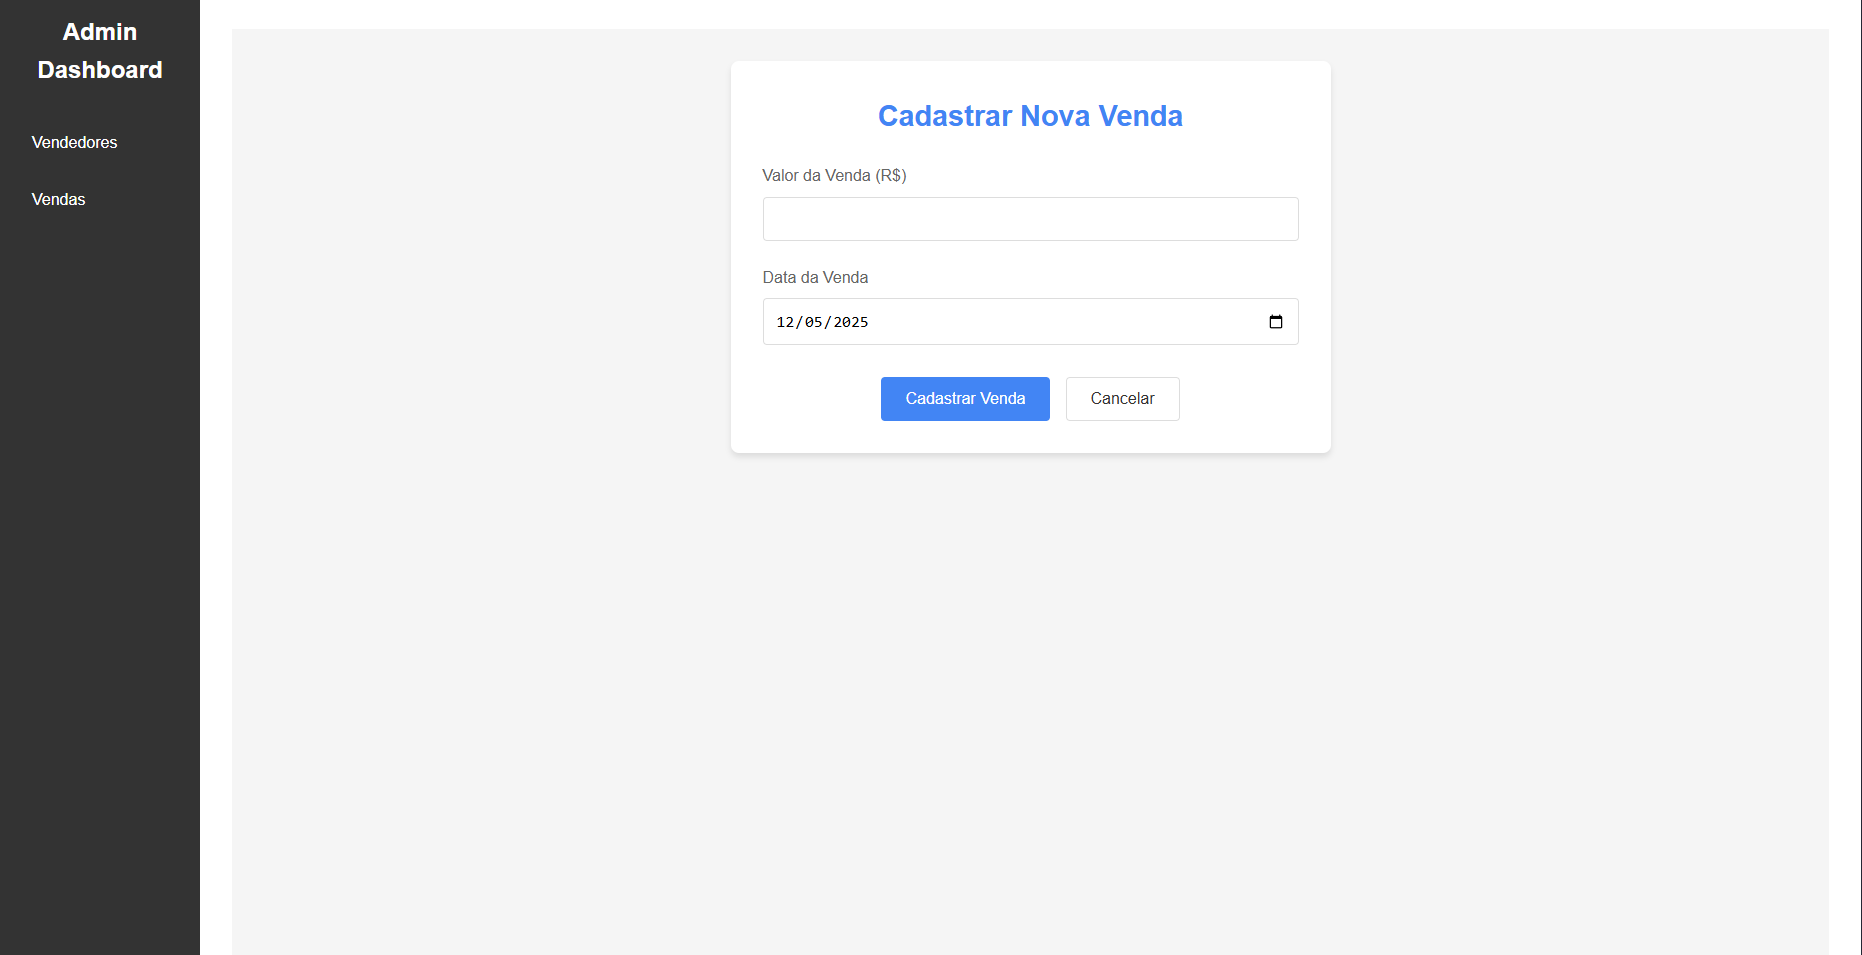 Admin
Dashboard
Vendedores
Vendas
Cadastrar Nova Venda
Valor da Venda (R$)
Data da Venda
12/05/2025
Cadastrar Venda
Cancelar